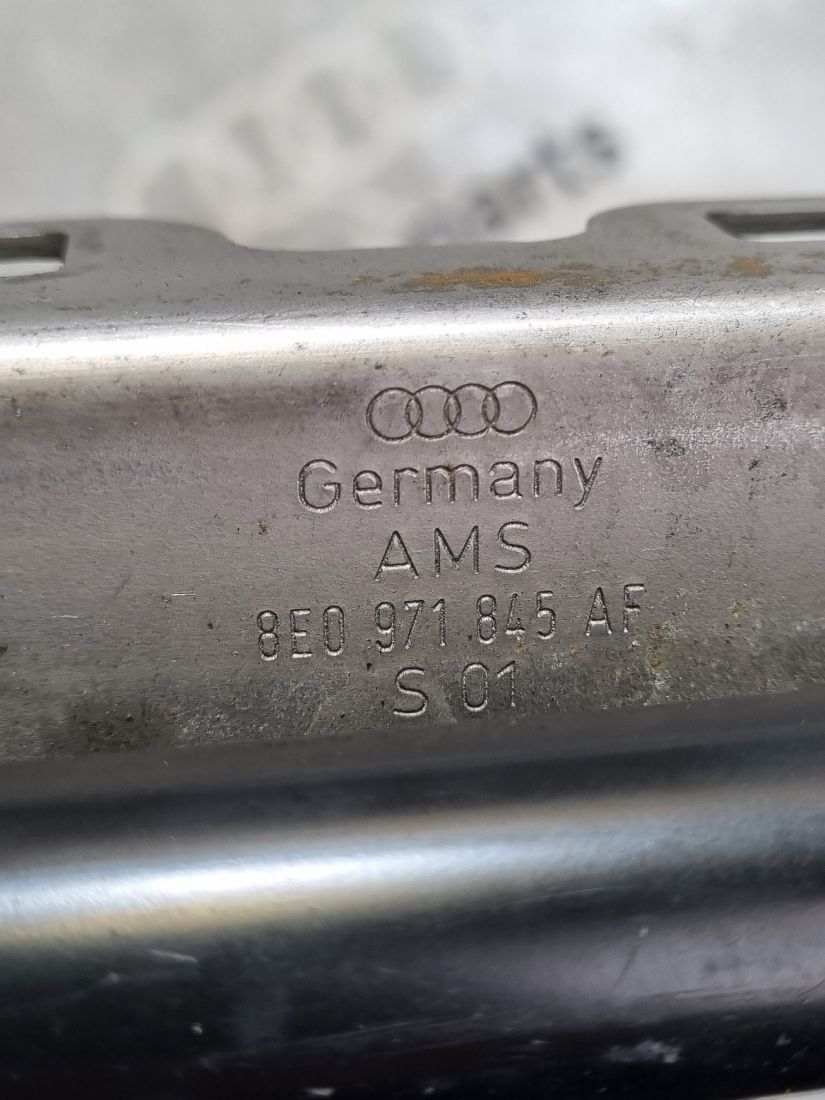 Germany
AMS
8E0 971 845 AF
S 01